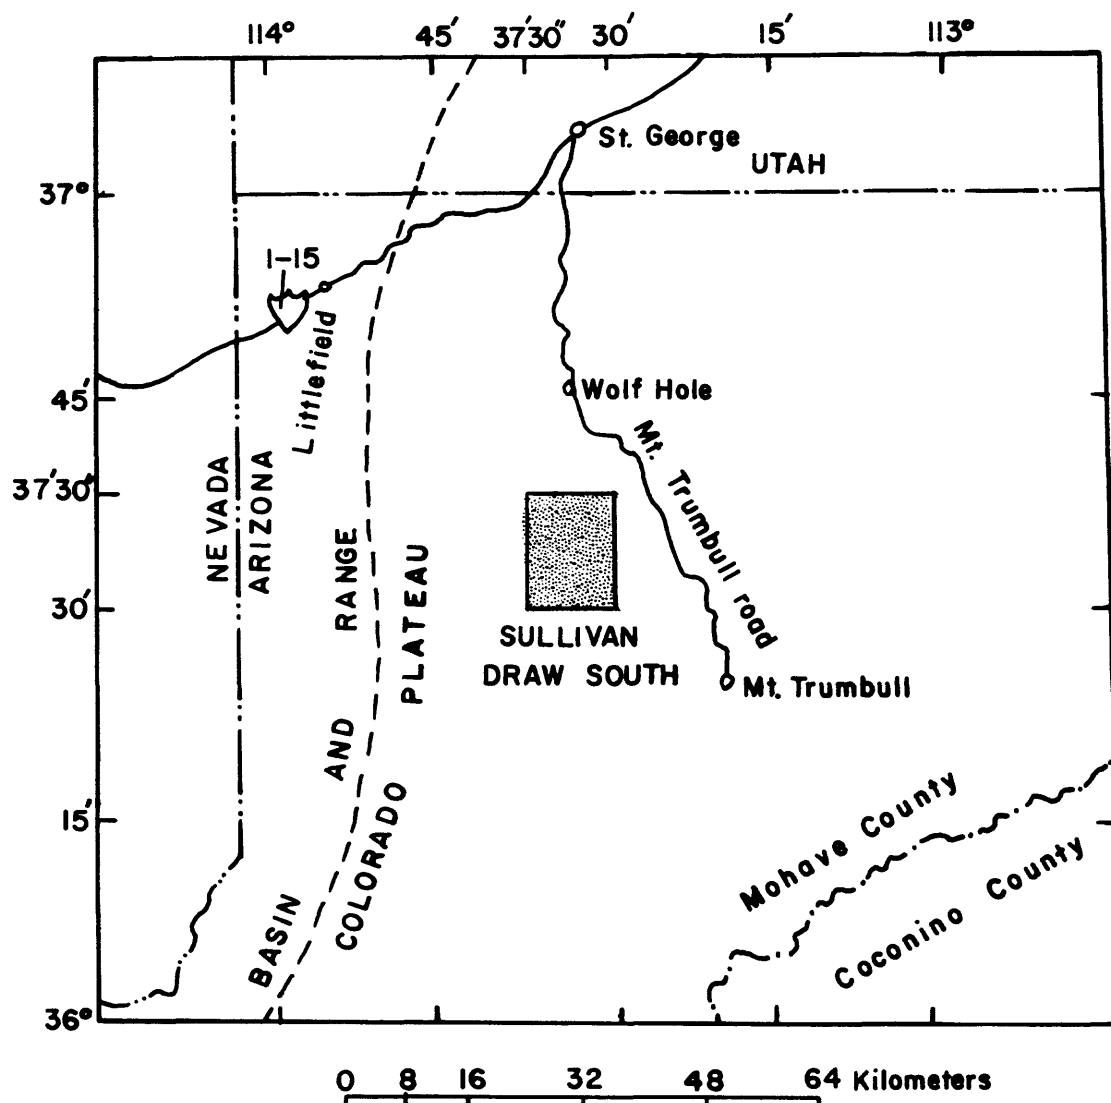 114° 45′ 37′30″ 30′ 15′ 113°
St. George
UTAH
37°
I-15
Littlefield
45′
Wolf Hole
Mt. Trumbull road
NEVADA
ARIZONA
37′30″
BASIN AND RANGE
COLORADO PLATEAU
30′
SULLIVAN
DRAW SOUTH
Mt. Trumbull
15′
Mohave County
Coconino County
36°
0 8 16 32 48 64 Kilometers